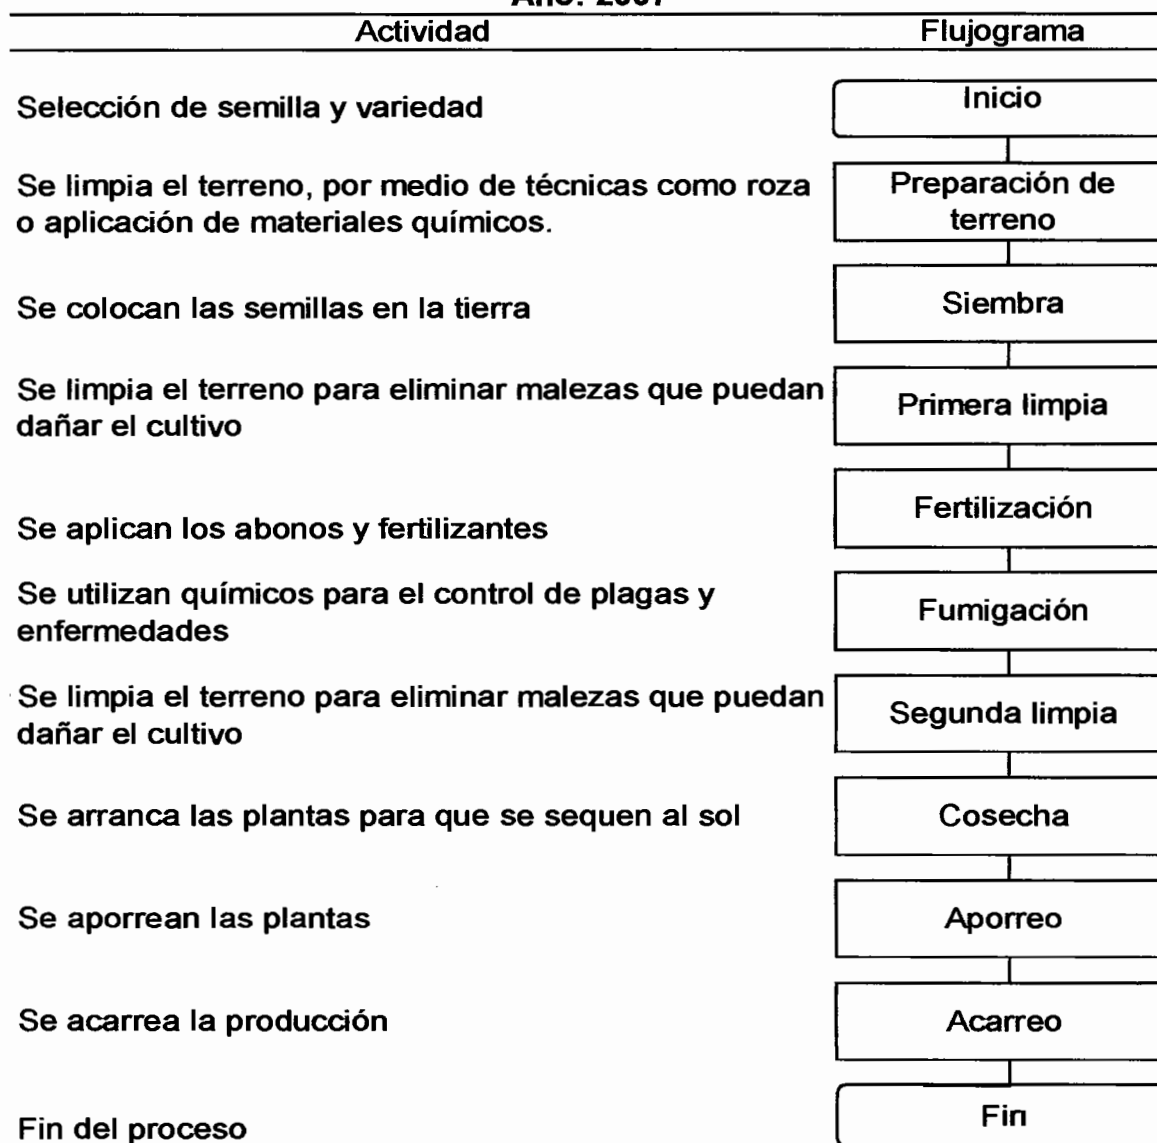 Actividad Flujograma
Selección de semilla y variedad
Inicio
Se limpia el terreno, por medio de técnicas como roza
o aplicación de materiales químicos.
Preparación de
terreno
Se colocan las semillas en la tierra
Siembra
Se limpia el terreno para eliminar malezas que puedan
dañar el cultivo
Primera limpia
Se aplican los abonos y fertilizantes
Fertilización
Se utilizan químicos para el control de plagas y
enfermedades
Fumigación
Se limpia el terreno para eliminar malezas que puedan
dañar el cultivo
Segunda limpia
Se arranca las plantas para que se sequen al sol
Cosecha
Se aporrean las plantas
Aporreo
Se acarrea la producción
Acarreo
Fin del proceso
Fin